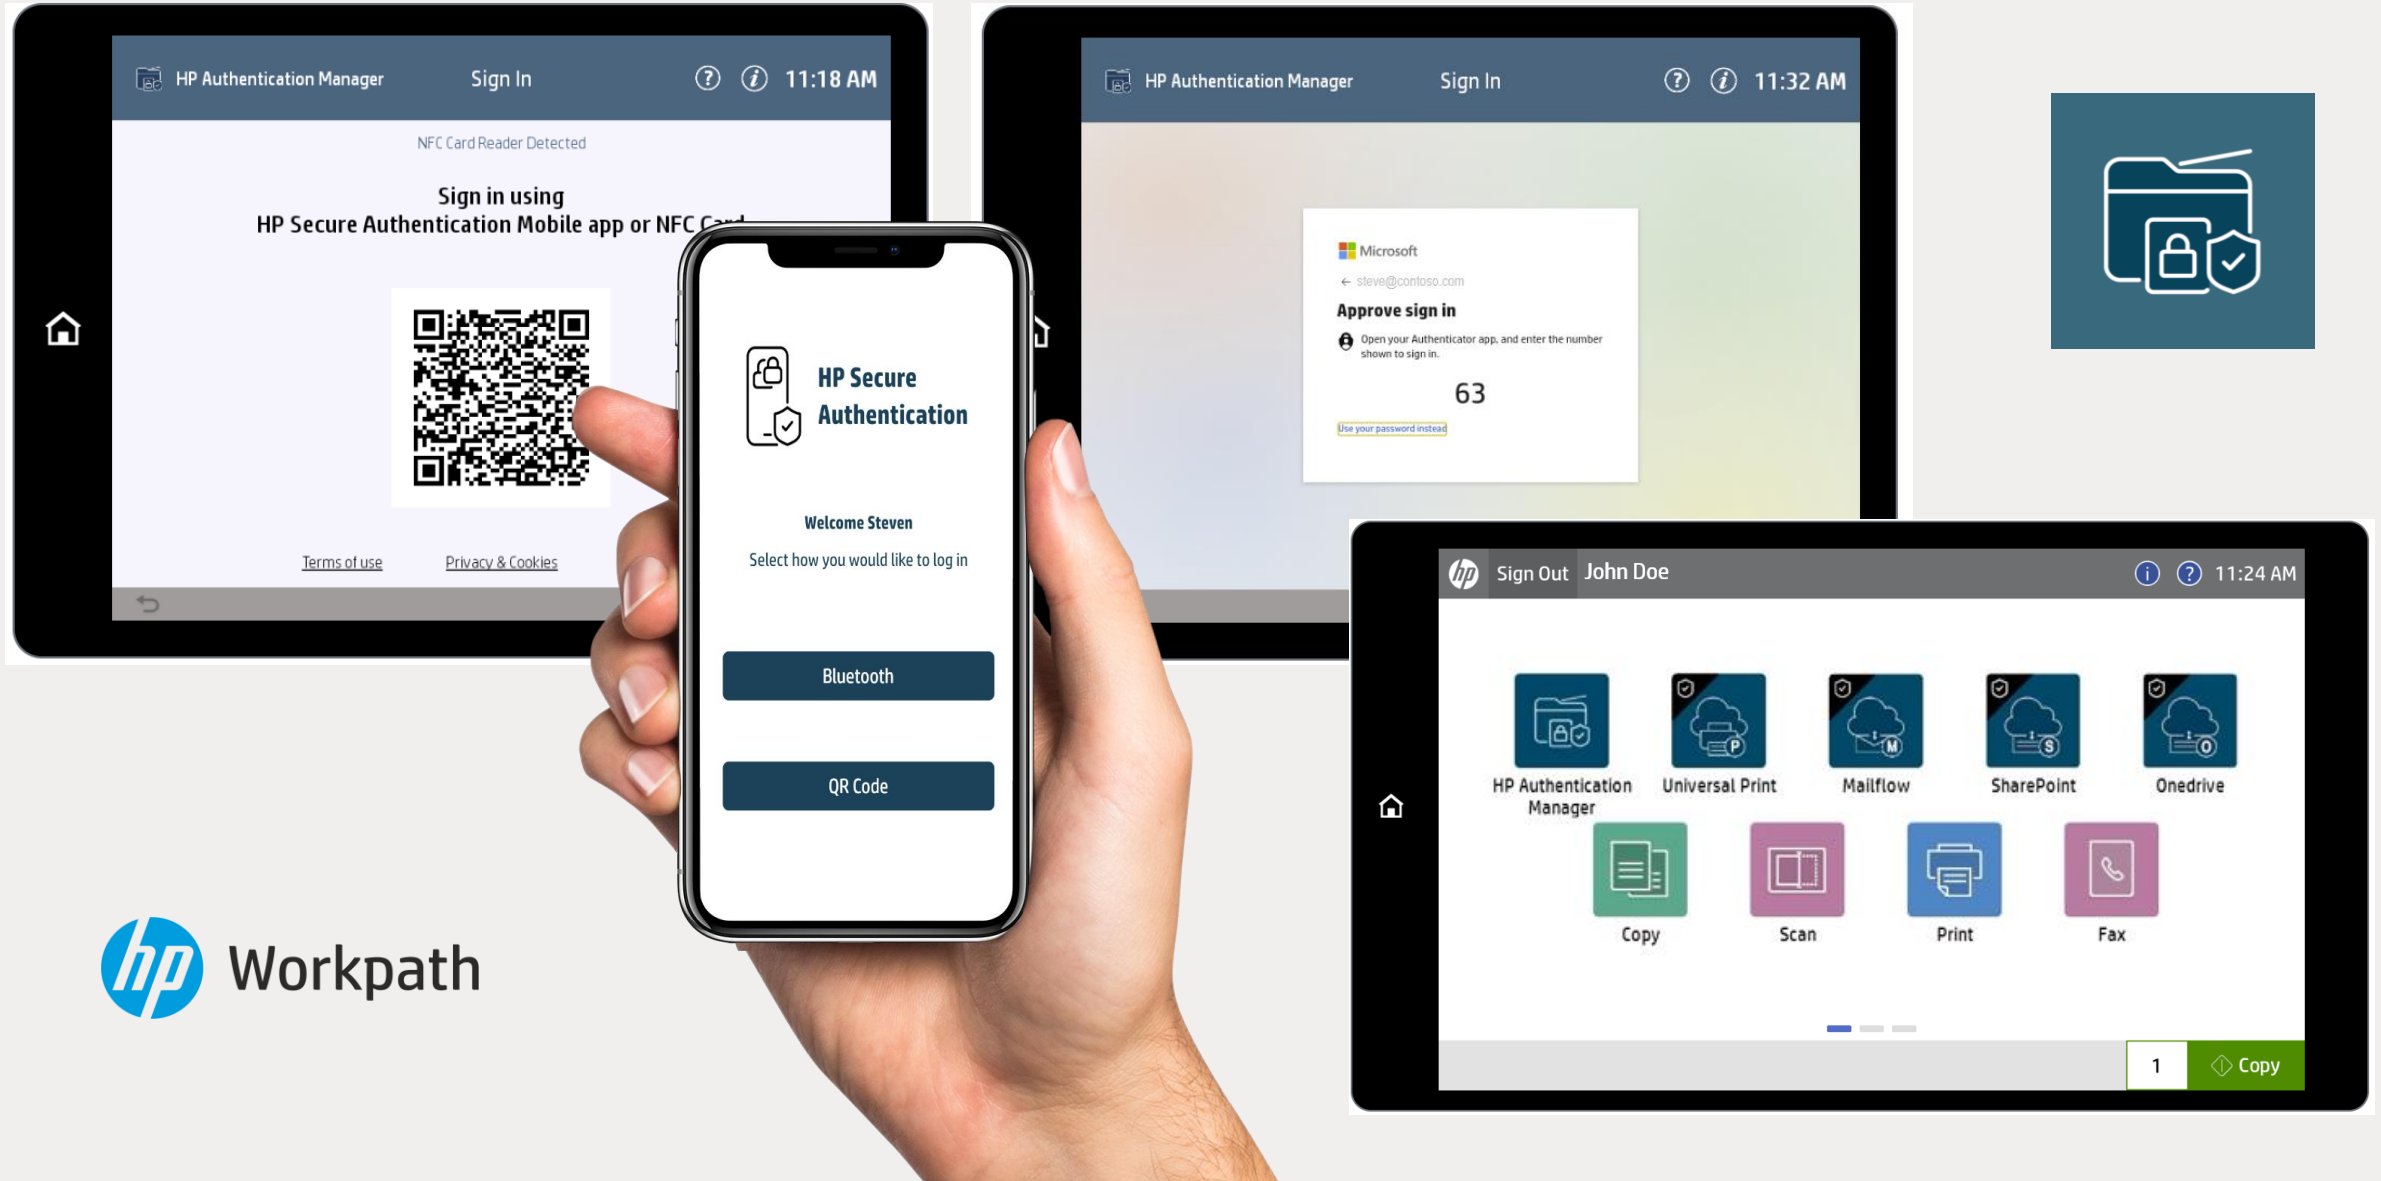 HP Authentication Manager
Sign In
11:18 AM
NFC Card Reader Detected
Sign in using
HP Secure Authentication Mobile app or NFC Card
Terms of use
Privacy & Cookies
HP Secure
Authentication
Welcome Steven
Select how you would like to log in
Bluetooth
QR Code
HP Authentication Manager
Sign In
11:32 AM
Microsoft
steve@contoso.com
Approve sign in
Open your Authenticator app, and enter the number
shown to sign in.
63
Use your password instead
hp
Sign Out
John Doe
11:24 AM
HP Authentication
Manager
P
Universal Print
M
Mailflow
S
SharePoint
O
Onedrive
Copy
Scan
Print
Fax
1
Copy
hp
Workpath